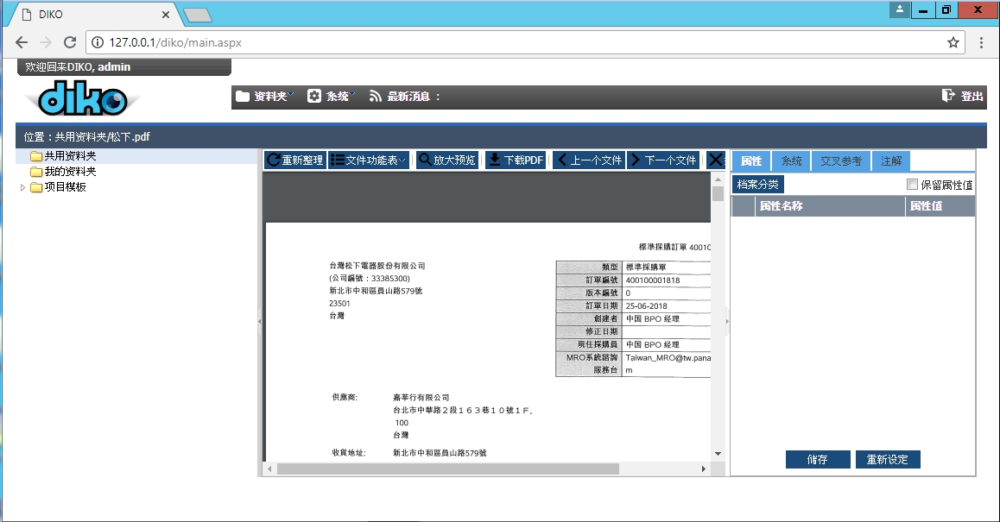 DIKO
127.0.0.1/diko/main.aspx
欢迎回来DIKO, admin
diko
资料夹 系统 最新消息 : 登出
位置 : 共用资料夹/松下.pdf
共用资料夹
我的资料夹
项目模板
重新整理 文件功能表 放大预览 下载PDF 上一个文件 下一个文件
標準採購訂單 40010
台灣松下電器股份有限公司
(公司編號 : 33385300)
新北市中和區員山路579號
23501
台灣
類型 標準採購單
訂單編號 400100001818
版本編號 0
訂單日期 25-06-2018
創建者 中国 BPO 经理
修正日期
現任採購員 中国 BPO 经理
MRO系統諮詢 Taiwan_MRO@tw.pana
服務台 m
供應商: 嘉莘行有限公司
台北市中華路２段１６３巷１０號１Ｆ,
100
台灣
收貨地址: 新北市中和區員山路579號
属性 系统 交叉参考 注解
档案分类 保留属性值
属性名称 属性值
储存 重新设定